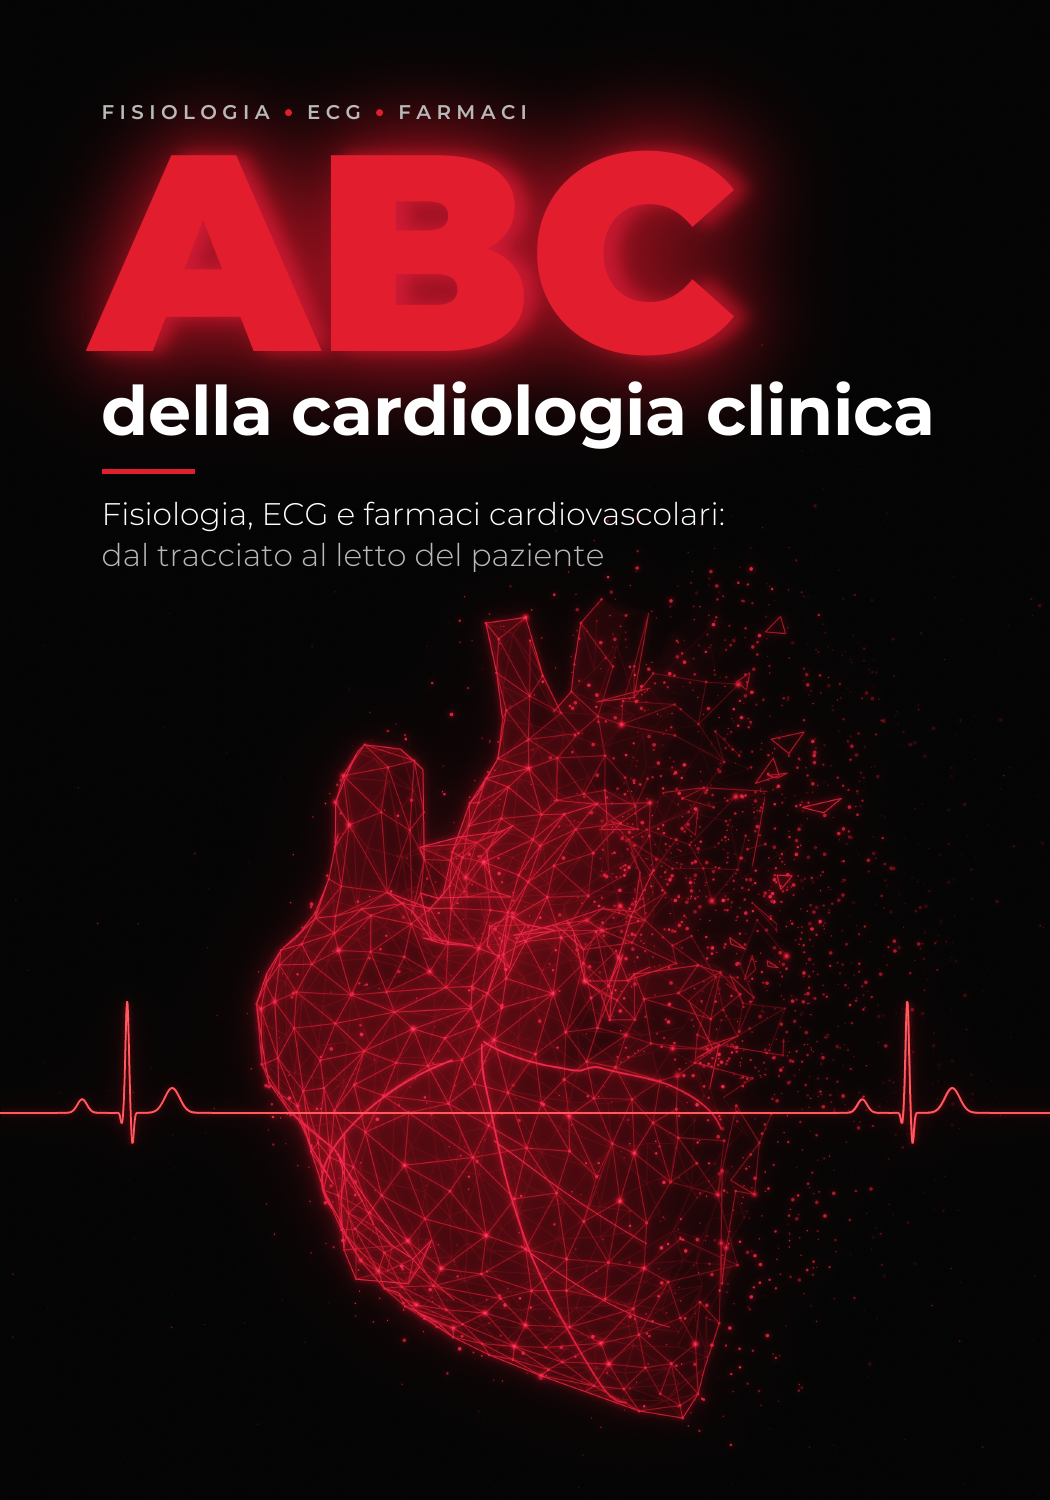 FISIOLOGIA • ECG • FARMACI
ABC
della cardiologia clinica
Fisiologia, ECG e farmaci cardiovascolari:
dal tracciato al letto del paziente